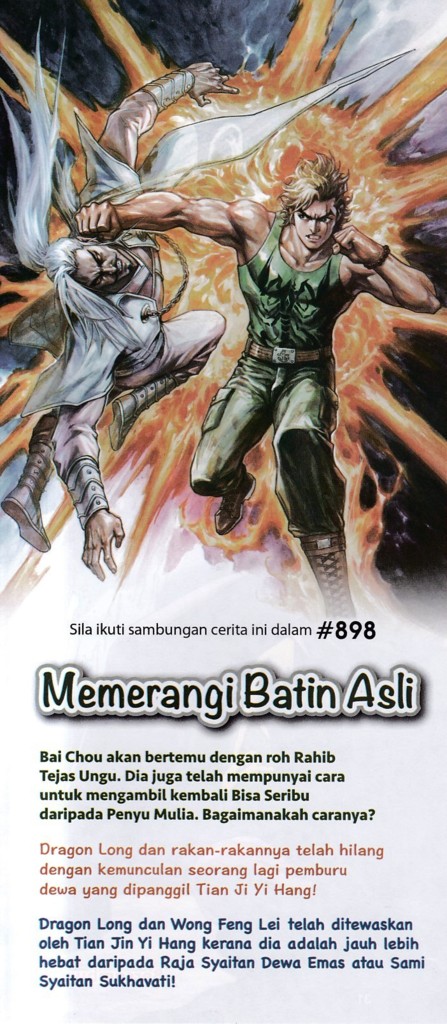 Sila ikuti sambungan cerita ini dalam #898
Memerangi Batin Asli
Bai Chou akan bertemu dengan roh Rahib
Tejas Ungu. Dia juga telah mempunyai cara
untuk mengambil kembali Bisa Seribu
daripada Penyu Mulia. Bagaimanakah caranya?
Dragon Long dan rakan-rakannya telah hilang
dengan kemunculan seorang lagi pemburu
dewa yang dipanggil Tian Ji Yi Hang!
Dragon Long dan Wong Feng Lei telah ditewaskan
oleh Tian Jin Yi Hang kerana dia adalah jauh lebih
hebat daripada Raja Syaitan Dewa Emas atau Sami
Syaitan Sukhavati!